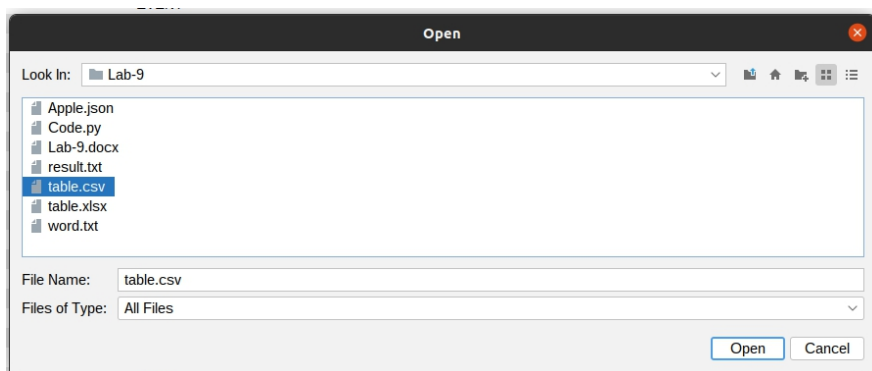 Open
Look In: Lab-9
Apple.json
Code.py
Lab-9.docx
result.txt
table.csv
table.xlsx
word.txt
File Name: table.csv
Files of Type: All Files
Open Cancel